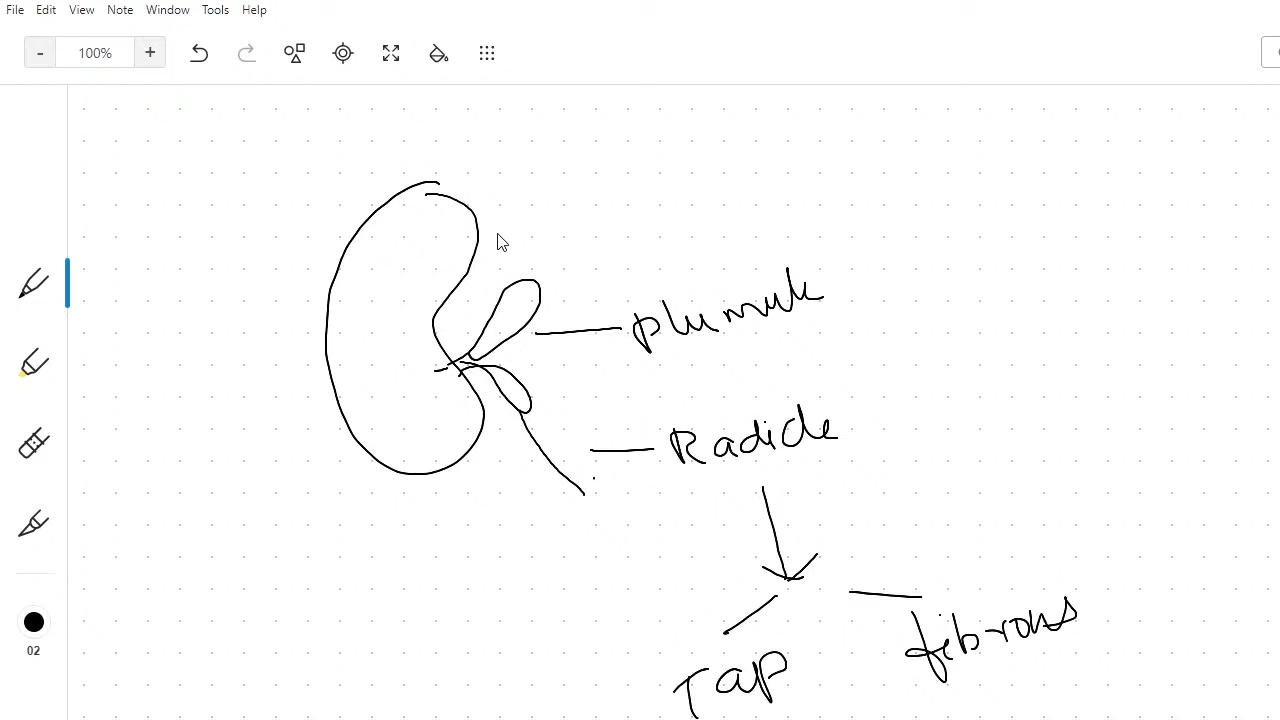 File Edit View Note Window Tools Help
- 100% +
plumule
Radicle
Tap
fibrous
02